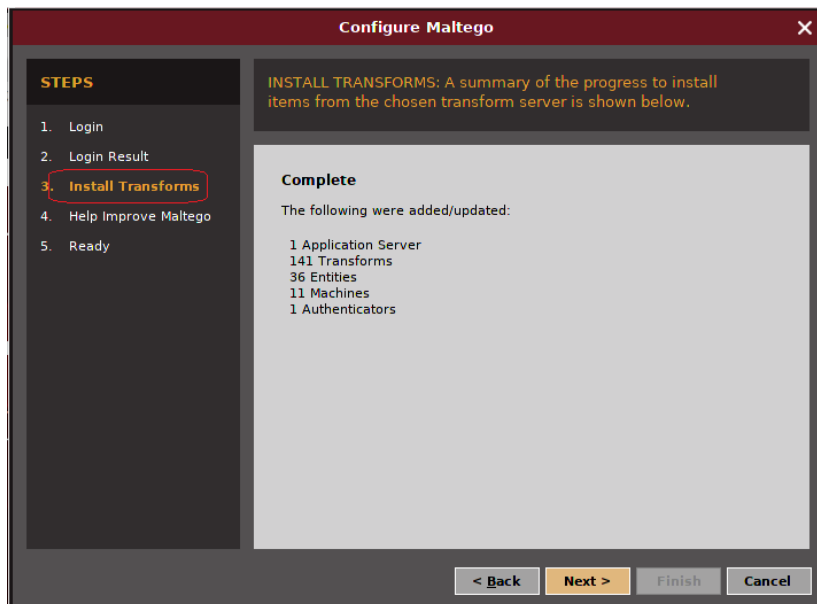 Configure Maltego
STEPS
1. Login
2. Login Result
3. Install Transforms
4. Help Improve Maltego
5. Ready
INSTALL TRANSFORMS: A summary of the progress to install
items from the chosen transform server is shown below.
Complete
The following were added/updated:
1 Application Server
141 Transforms
36 Entities
11 Machines
1 Authenticators
< Back
Next >
Finish
Cancel